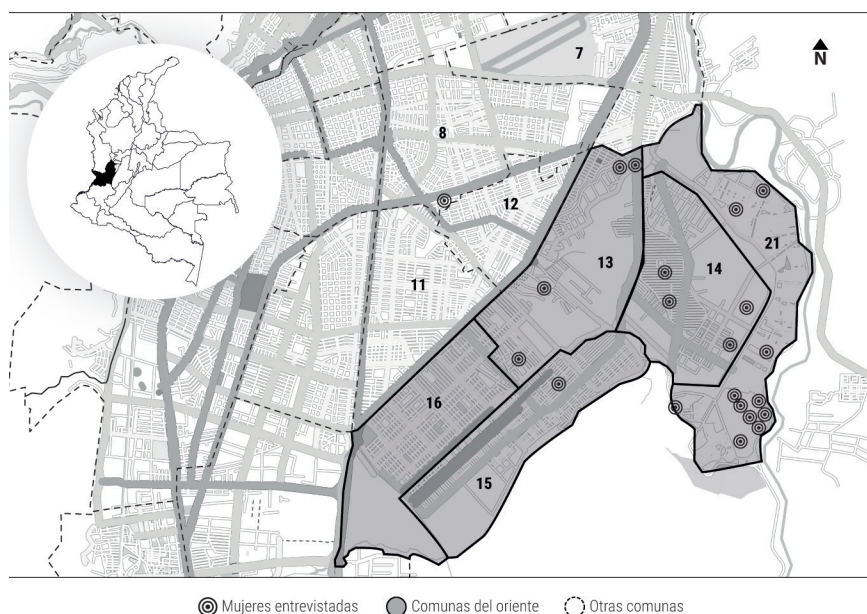 7
N
8
12
13
21
14
11
16
15
Mujeres entrevistadas
Comunas del oriente
Otras comunas